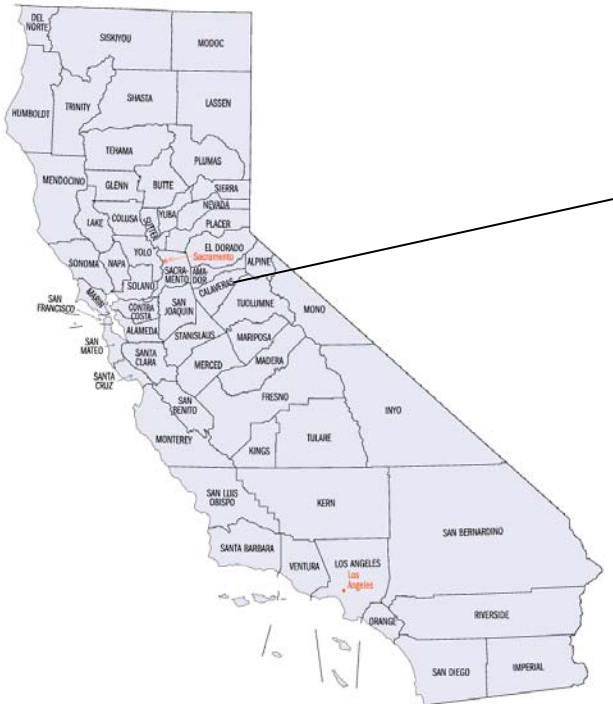 DEL
NORTE
SISKIYOU
MODOC
HUMBOLDT
TRINITY
SHASTA
LASSEN
TEHAMA
PLUMAS
MENDOCINO
GLENN
BUTTE
SIERRA
NEVADA
LAKE
COLUSA
SUTTER
YUBA
PLACER
YOLO
EL DORADO
Sacramento
ALPINE
SONOMA
NAPA
SACRA-
MENTO
AMA-
DOR
SOLANO
CALAVERAS
MARIN
SAN
FRANCISCO
CONTRA
COSTA
SAN
JOAQUIN
TUOLUMNE
MONO
ALAMEDA
STANISLAUS
MARIPOSA
SAN
MATEO
SANTA
CLARA
MERCED
MADERA
SANTA
CRUZ
SAN
BENITO
FRESNO
INYO
MONTEREY
KINGS
TULARE
SAN LUIS
OBISPO
KERN
SAN BERNARDINO
SANTA BARBARA
VENTURA
LOS ANGELES
Los
Angeles
ORANGE
RIVERSIDE
SAN DIEGO
IMPERIAL